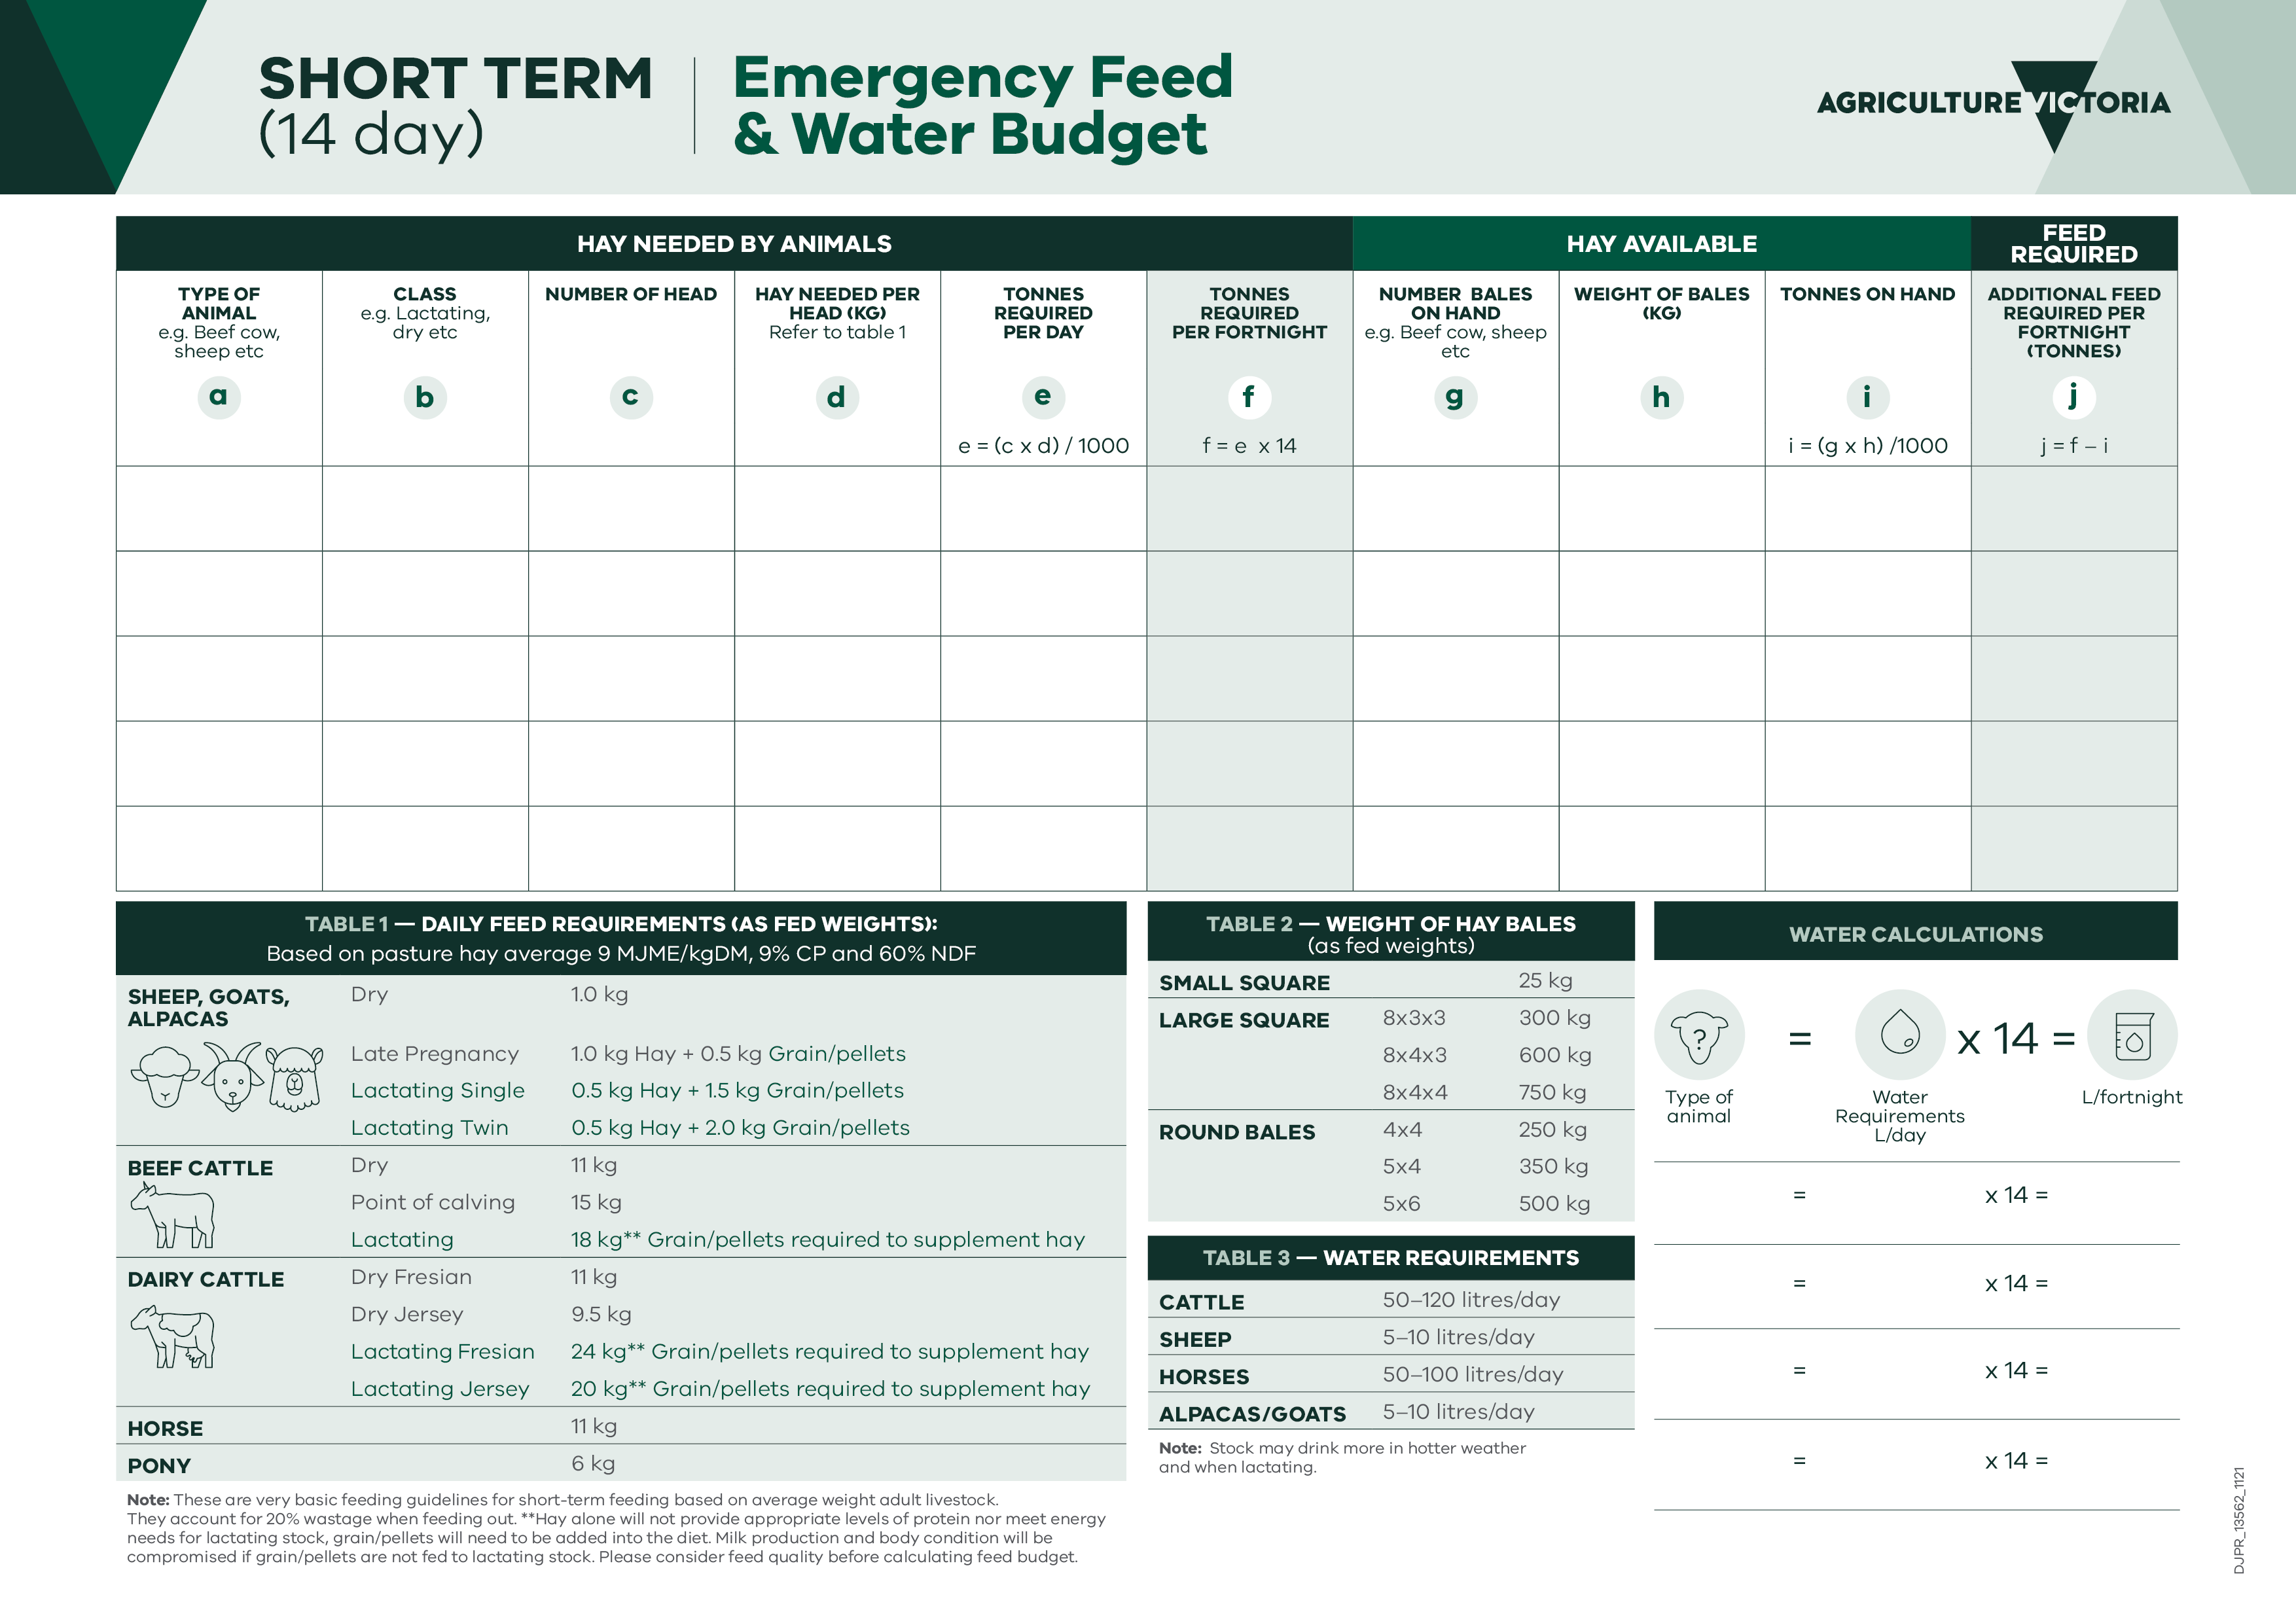 SHORT TERM
(14 day)
Emergency Feed
& Water Budget
AGRICULTURE VICTORIA
HAY NEEDED BY ANIMALS
HAY AVAILABLE
FEED
REQUIRED
TYPE OF
ANIMAL
e.g. Beef cow,
sheep etc
a
CLASS
e.g. Lactating,
dry etc
b
NUMBER OF HEAD
c
HAY NEEDED PER
HEAD (KG)
Refer to table 1
d
TONNES
REQUIRED
PER DAY
e
e = (c x d) / 1000
TONNES
REQUIRED
PER FORTNIGHT
f
f = e x 14
NUMBER BALES
ON HAND
e.g. Beef cow, sheep
etc
g
WEIGHT OF BALES
(KG)
h
TONNES ON HAND
i
i = (g x h) /1000
ADDITIONAL FEED
REQUIRED PER
FORTNIGHT
(TONNES)
j
j = f – i
TABLE 1 — DAILY FEED REQUIREMENTS (AS FED WEIGHTS):
Based on pasture hay average 9 MJME/kgDM, 9% CP and 60% NDF
SHEEP, GOATS,
ALPACAS
Dry 1.0 kg
Late Pregnancy 1.0 kg Hay + 0.5 kg Grain/pellets
Lactating Single 0.5 kg Hay + 1.5 kg Grain/pellets
Lactating Twin 0.5 kg Hay + 2.0 kg Grain/pellets
BEEF CATTLE
Dry 11 kg
Point of calving 15 kg
Lactating 18 kg** Grain/pellets required to supplement hay
DAIRY CATTLE
Dry Fresian 11 kg
Dry Jersey 9.5 kg
Lactating Fresian 24 kg** Grain/pellets required to supplement hay
Lactating Jersey 20 kg** Grain/pellets required to supplement hay
HORSE 11 kg
PONY 6 kg
Note: These are very basic feeding guidelines for short-term feeding based on average weight adult livestock.
They account for 20% wastage when feeding out. **Hay alone will not provide appropriate levels of protein nor meet energy
needs for lactating stock, grain/pellets will need to be added into the diet. Milk production and body condition will be
compromised if grain/pellets are not fed to lactating stock. Please consider feed quality before calculating feed budget.
TABLE 2 — WEIGHT OF HAY BALES
(as fed weights)
SMALL SQUARE 25 kg
LARGE SQUARE 8x3x3 300 kg
8x4x3 600 kg
8x4x4 750 kg
ROUND BALES 4x4 250 kg
5x4 350 kg
5x6 500 kg
TABLE 3 — WATER REQUIREMENTS
CATTLE 50–120 litres/day
SHEEP 5–10 litres/day
HORSES 50–100 litres/day
ALPACAS/GOATS 5–10 litres/day
Note: Stock may drink more in hotter weather
and when lactating.
WATER CALCULATIONS
? = x 14 =
Type of
animal
Water
Requirements
L/day
L/fortnight
= x 14 =
= x 14 =
= x 14 =
= x 14 =
DJPR_13562_1121